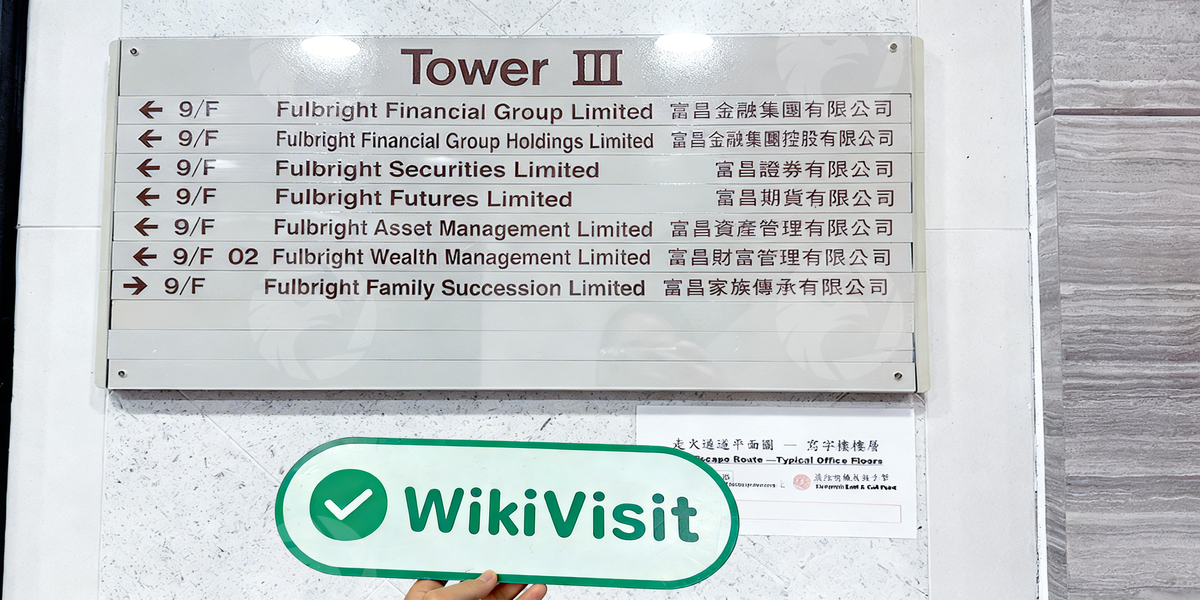 Tower III
← 9/F Fulbright Financial Group Limited 富昌金融集團有限公司
← 9/F Fulbright Financial Group Holdings Limited 富昌金融集團控股有限公司
← 9/F Fulbright Securities Limited 富昌證券有限公司
← 9/F Fulbright Futures Limited 富昌期貨有限公司
← 9/F Fulbright Asset Management Limited 富昌資產管理有限公司
← 9/F 02 Fulbright Wealth Management Limited 富昌財富管理有限公司
→ 9/F Fulbright Family Succession Limited 富昌家族傳承有限公司
走火通道平面圖 — 寫字樓樓層
Escape Route —Typical Office Floors
WikiVisit